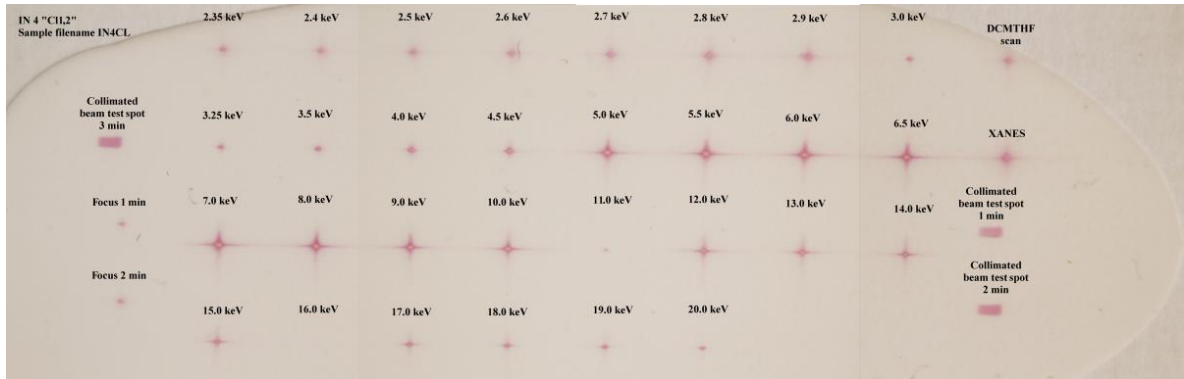 IN 4 "CH,2"
Sample filename IN4CL
2.35 keV 2.4 keV 2.5 keV 2.6 keV 2.7 keV 2.8 keV 2.9 keV 3.0 keV
DCMTHF
scan
Collimated
beam test spot
3 min
3.25 keV 3.5 keV 4.0 keV 4.5 keV 5.0 keV 5.5 keV 6.0 keV 6.5 keV
XANES
Focus 1 min
7.0 keV 8.0 keV 9.0 keV 10.0 keV 11.0 keV 12.0 keV 13.0 keV 14.0 keV
Collimated
beam test spot
1 min
Focus 2 min
Collimated
beam test spot
2 min
15.0 keV 16.0 keV 17.0 keV 18.0 keV 19.0 keV 20.0 keV